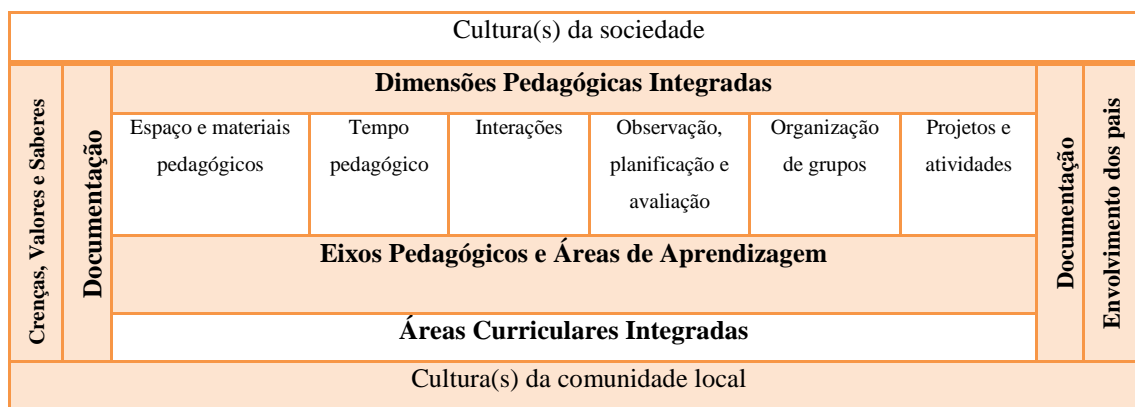 Cultura(s) da sociedade
Crenças, Valores e Saberes
Documentação
Dimensões Pedagógicas Integradas
Espaço e materiais
pedagógicos
Tempo
pedagógico
Interações
Observação,
planificação e
avaliação
Organização
de grupos
Projetos e
atividades
Eixos Pedagógicos e Áreas de Aprendizagem
Áreas Curriculares Integradas
Documentação
Envolvimento dos pais
Cultura(s) da comunidade local